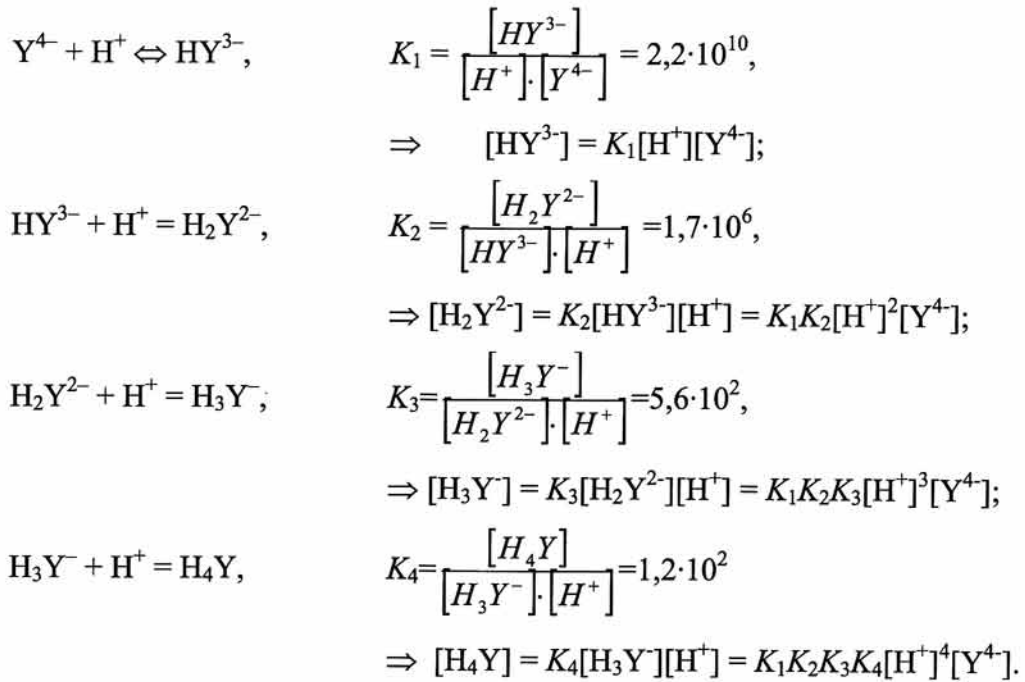 Y⁴⁻ + H⁺ ⇔ HY³⁻, K₁ = [HY³⁻] / [H⁺]·[Y⁴⁻] = 2,2·10¹⁰,
⇒ [HY³⁻] = K₁[H⁺][Y⁴⁻];
HY³⁻ + H⁺ = H₂Y²⁻, K₂ = [H₂Y²⁻] / [HY³⁻]·[H⁺] =1,7·10⁶,
⇒ [H₂Y²⁻] = K₂[HY³⁻][H⁺] = K₁K₂[H⁺]²[Y⁴⁻];
H₂Y²⁻ + H⁺ = H₃Y⁻, K₃= [H₃Y⁻] / [H₂Y²⁻]·[H⁺] =5,6·10²,
⇒ [H₃Y⁻] = K₃[H₂Y²⁻][H⁺] = K₁K₂K₃[H⁺]³[Y⁴⁻];
H₃Y⁻ + H⁺ = H₄Y, K₄= [H₄Y] / [H₃Y⁻]·[H⁺] =1,2·10²
⇒ [H₄Y] = K₄[H₃Y⁻][H⁺] = K₁K₂K₃K₄[H⁺]⁴[Y⁴⁻].